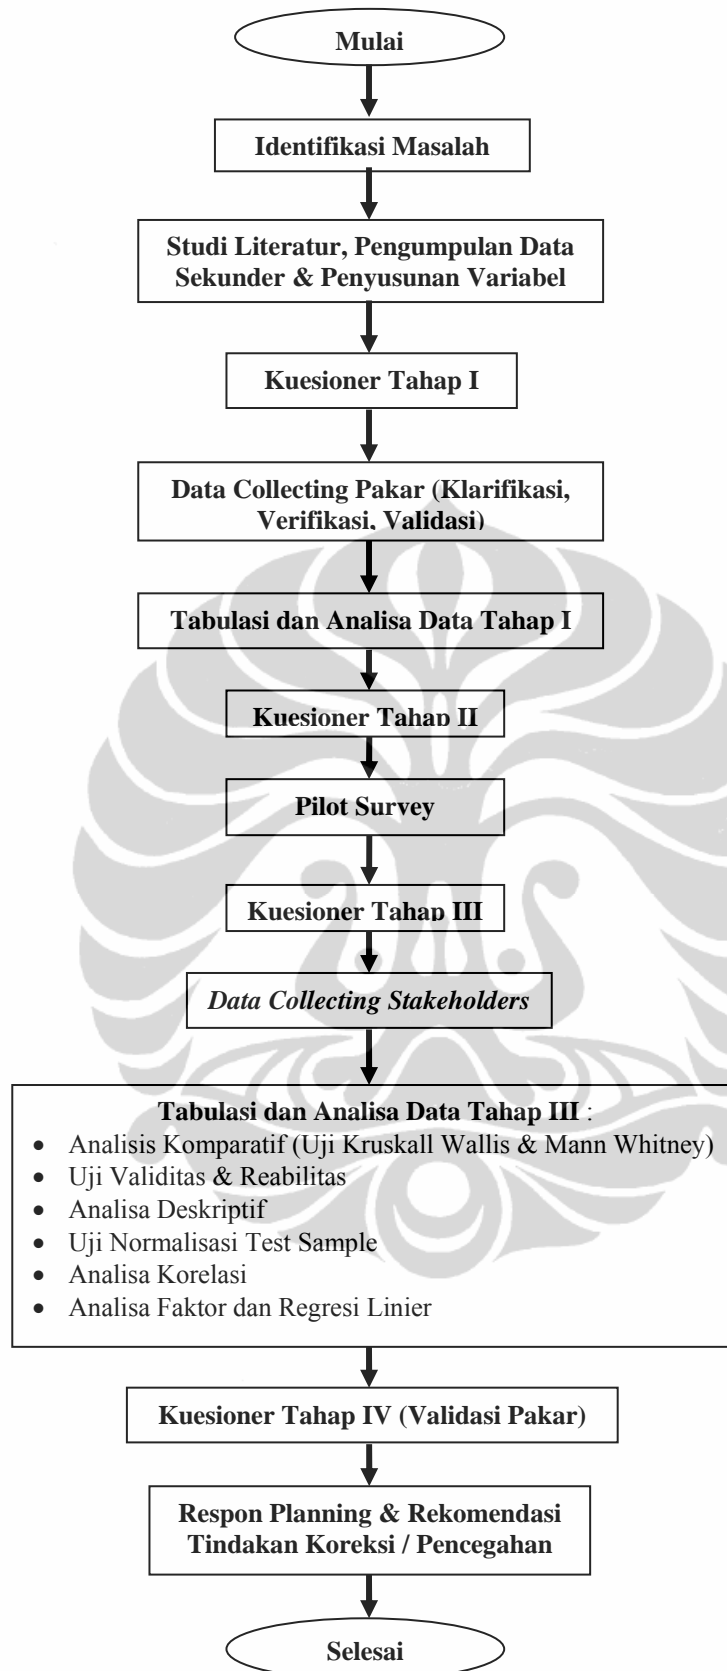 Mulai
Identifikasi Masalah
Studi Literatur, Pengumpulan Data
Sekunder & Penyusunan Variabel
Kuesioner Tahap I
Data Collecting Pakar (Klarifikasi,
Verifikasi, Validasi)
Tabulasi dan Analisa Data Tahap I
Kuesioner Tahap II
Pilot Survey
Kuesioner Tahap III
Data Collecting Stakeholders
Tabulasi dan Analisa Data Tahap III :
• Analisis Komparatif (Uji Kruskall Wallis & Mann Whitney)
• Uji Validitas & Reabilitas
• Analisa Deskriptif
• Uji Normalisasi Test Sample
• Analisa Korelasi
• Analisa Faktor dan Regresi Linier
Kuesioner Tahap IV (Validasi Pakar)
Respon Planning & Rekomendasi
Tindakan Koreksi / Pencegahan
Selesai